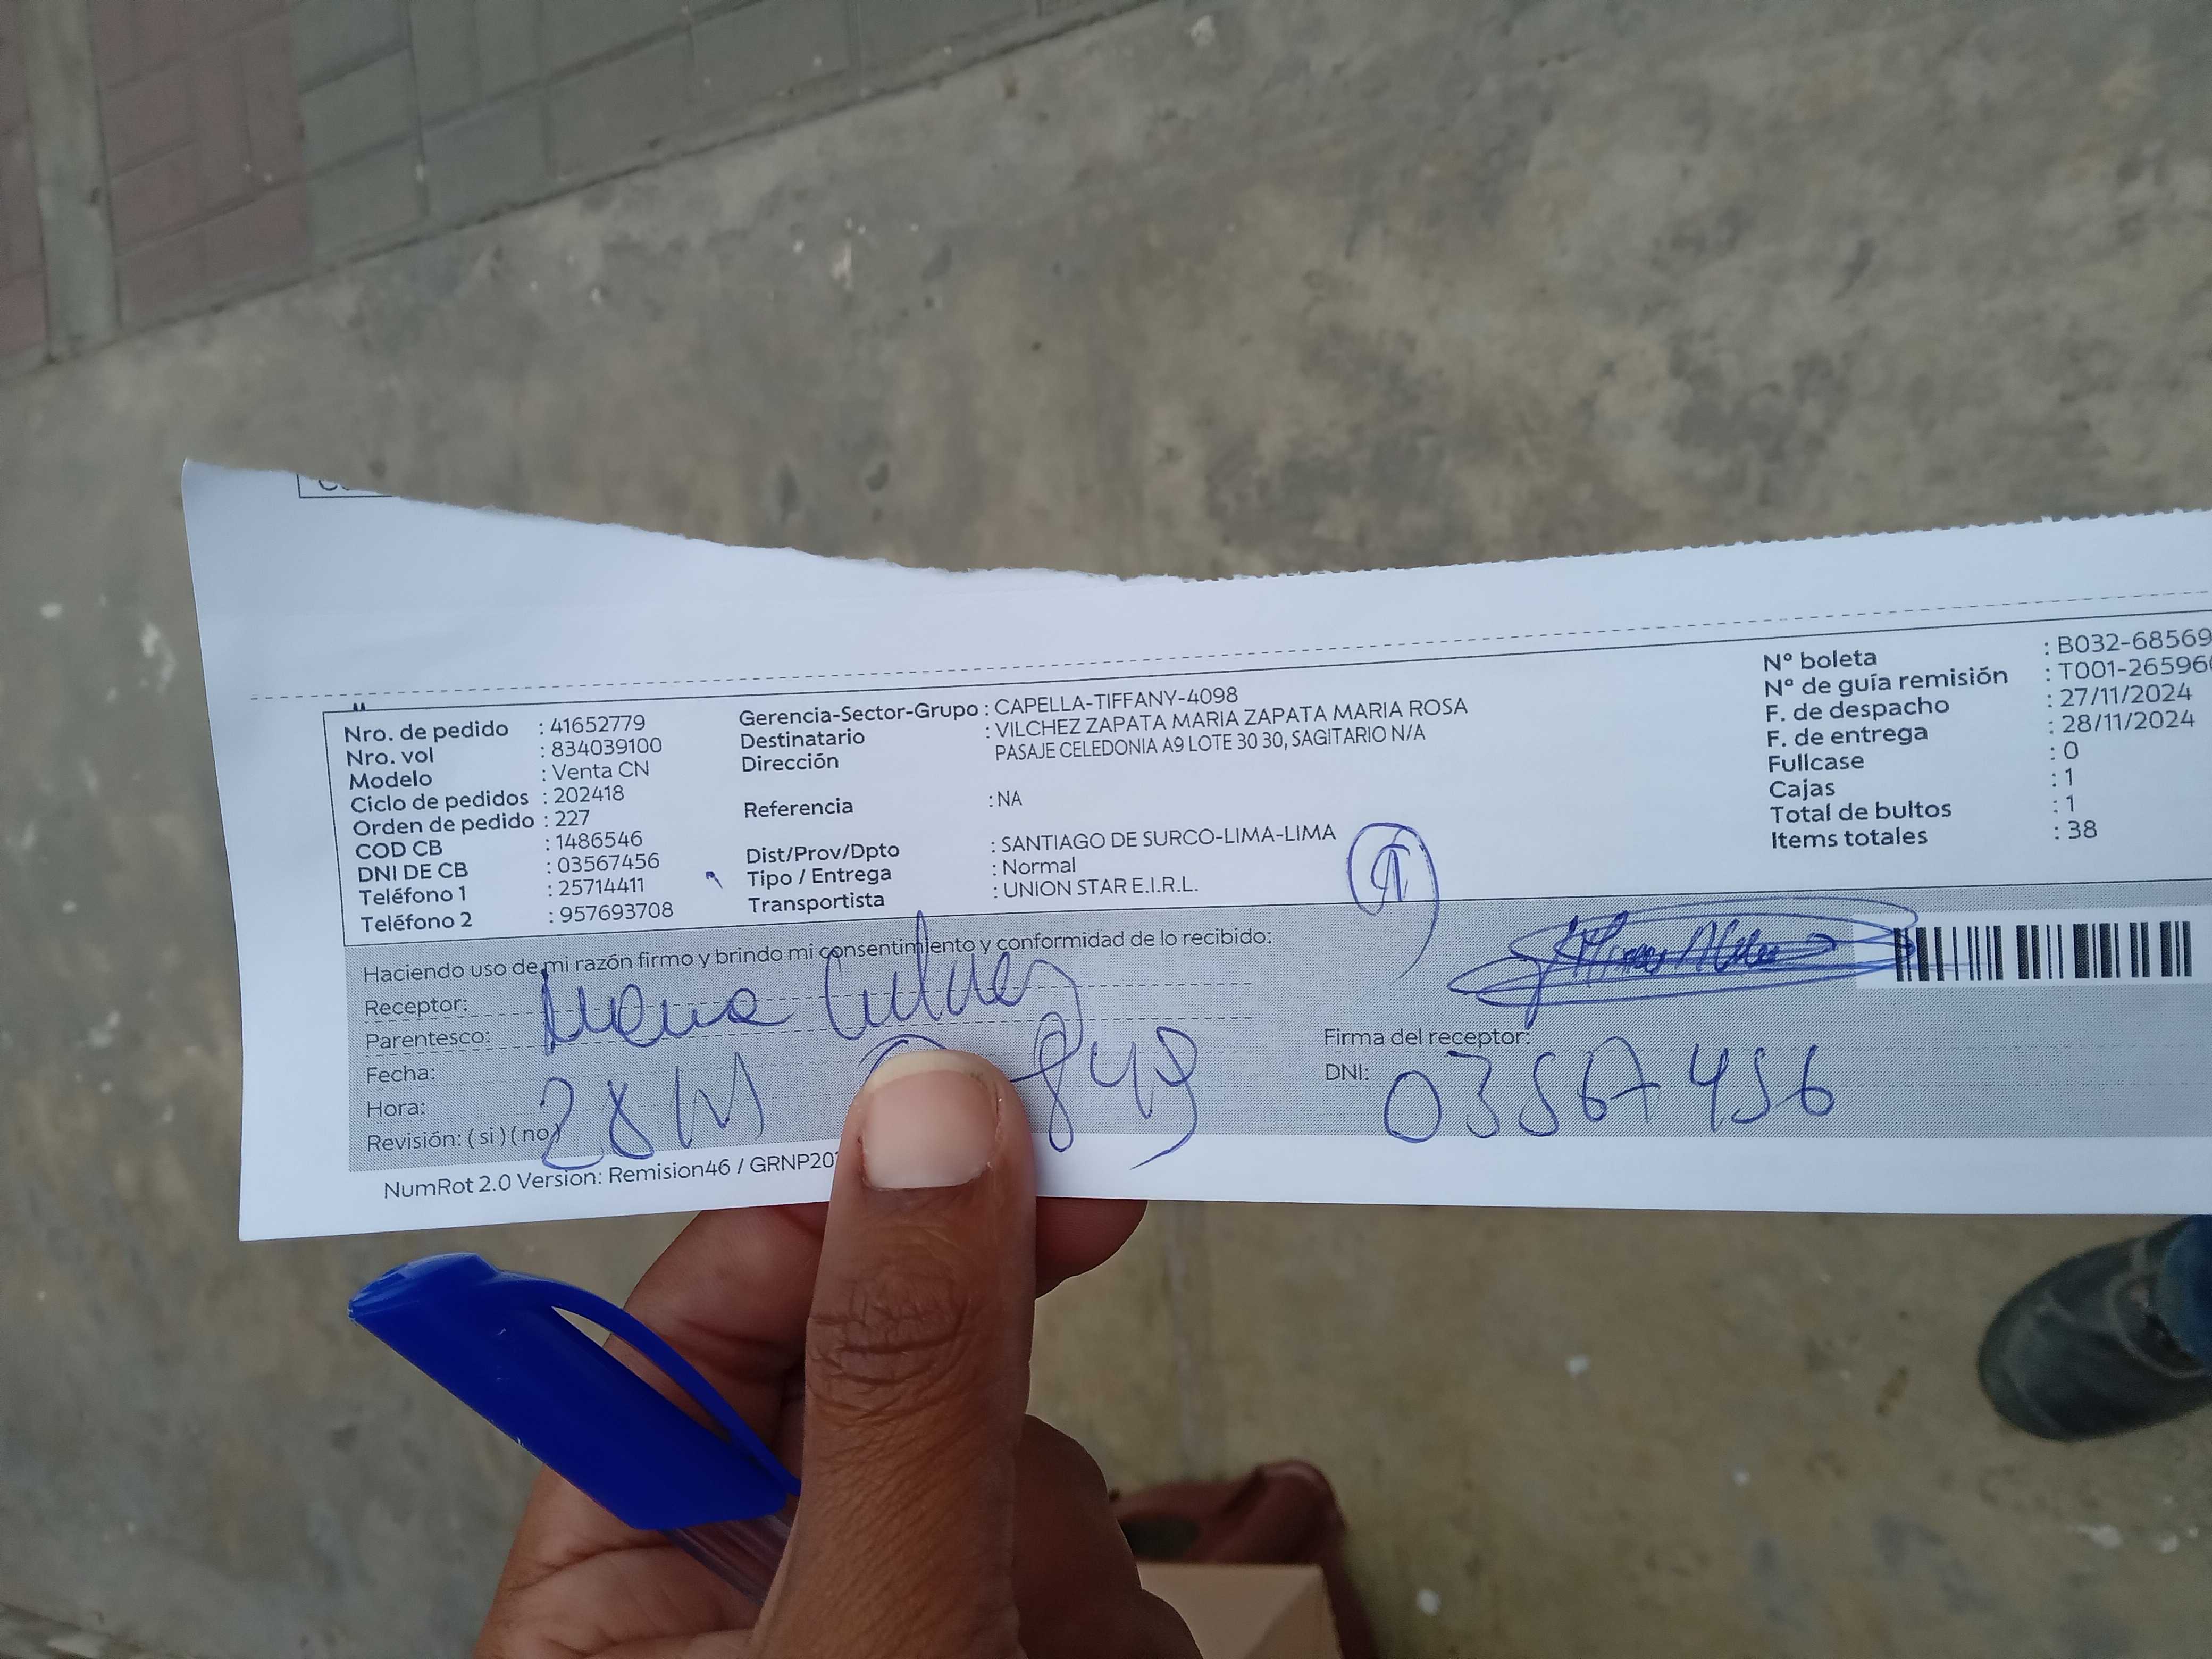 Nro. de pedido : 41652779
Nro. vol : 834039100
Modelo : Venta CN
Ciclo de pedidos : 202418
Orden de pedido : 227
COD CB : 1486546
DNI DE CB : 03567456
Teléfono 1 : 25714411
Teléfono 2 : 957693708
Gerencia-Sector-Grupo : CAPELLA-TIFFANY-4098
Destinatario : VILCHEZ ZAPATA MARIA ZAPATA MARIA ROSA
Dirección PASAJE CELEDONIA A9 LOTE 30 30, SAGITARIO N/A
Referencia : NA
Dist/Prov/Dpto : SANTIAGO DE SURCO-LIMA-LIMA
Tipo / Entrega : Normal
Transportista : UNION STAR E.I.R.L.
Nº boleta : B032-68569
Nº de guía remisión : T001-26596
F. de despacho : 27/11/2024
F. de entrega : 28/11/2024
Fullcase : 0
Cajas : 1
Total de bultos : 1
Items totales : 38
Haciendo uso de mi razón firmo y brindo mi consentimiento y conformidad de lo recibido:
Receptor:
Parentesco:
Fecha:
Hora:
Revisión: ( si ) ( no )
Firma del receptor:
DNI: 03567456
NumRot 2.0 Version: Remision46 / GRNP20